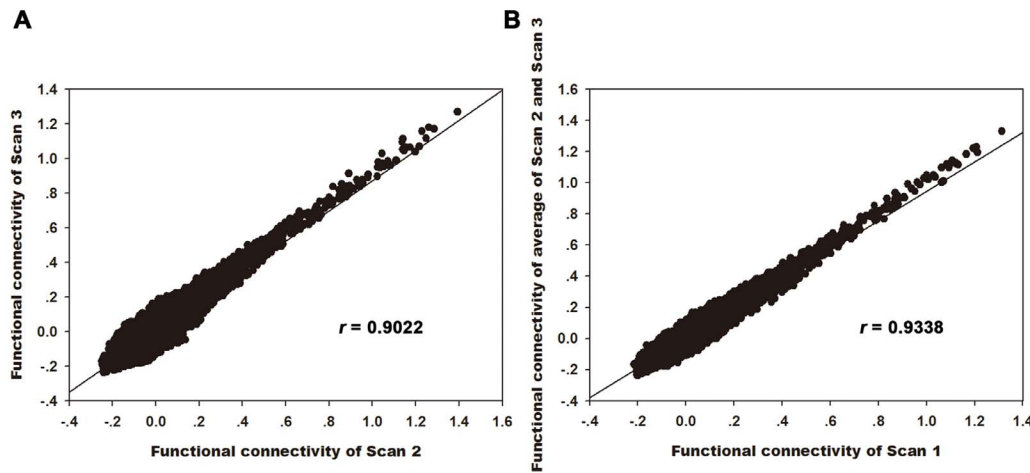 A
Functional connectivity of Scan 3
1.4
1.2
1.0
.8
.6
.4
.2
0.0
-.2
-.4
r = 0.9022
-.4 -.2 0.0 .2 .4 .6 .8 1.0 1.2 1.4 1.6
Functional connectivity of Scan 2
B
Functional connectivity of average of Scan 2 and Scan 3
1.6
1.4
1.2
1.0
.8
.6
.4
.2
0.0
-.2
-.4
r = 0.9338
-.4 -.2 0.0 .2 .4 .6 .8 1.0 1.2 1.4
Functional connectivity of Scan 1